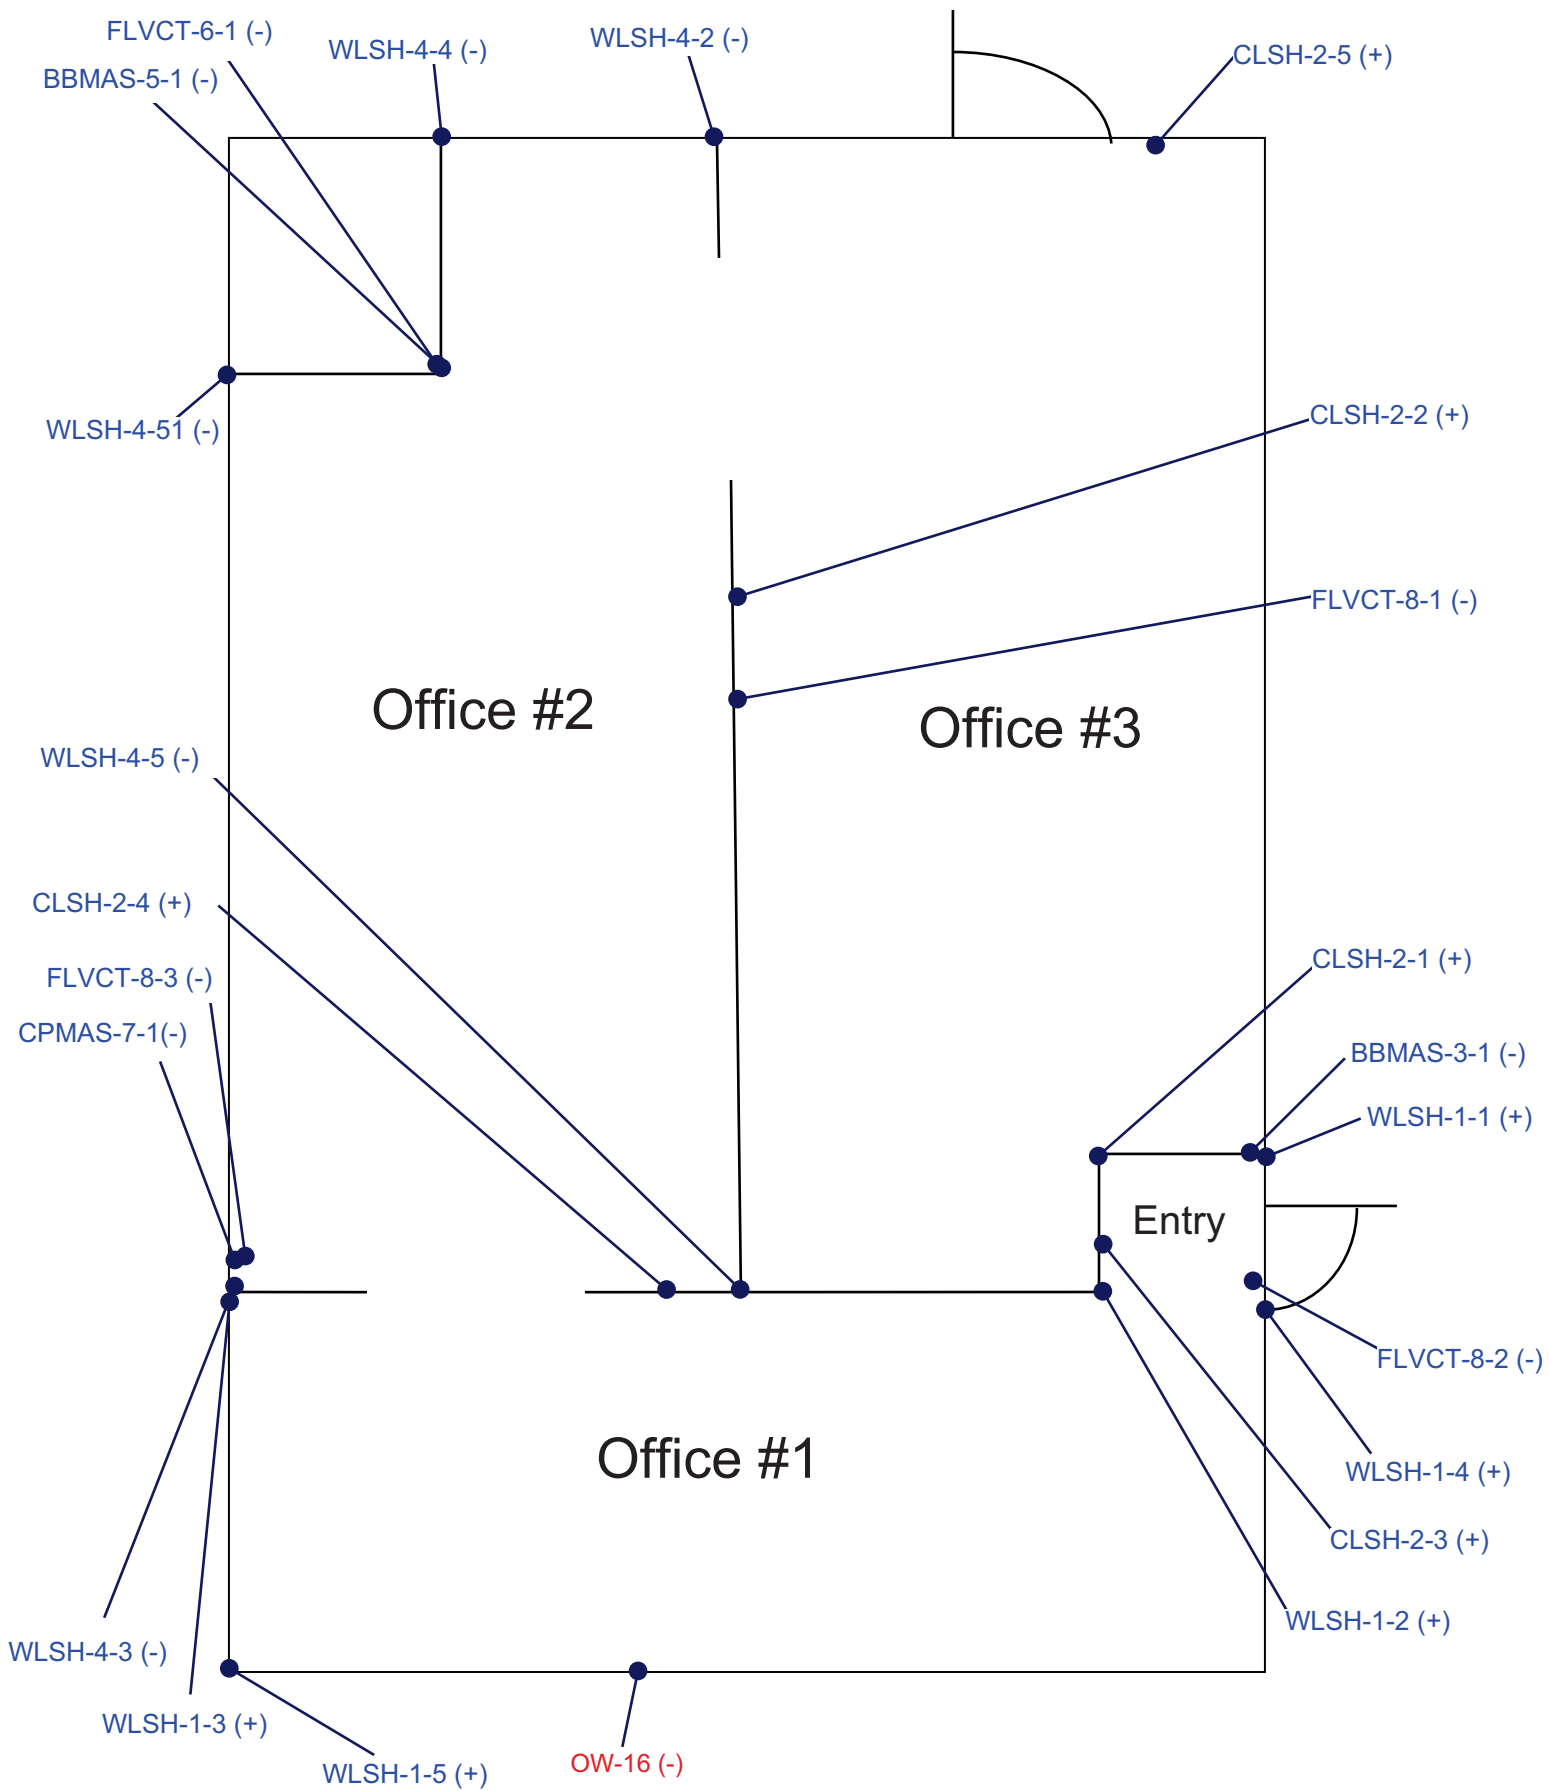 FLVCT-6-1 (-)
WLSH-4-4 (-)
WLSH-4-2 (-)
CLSH-2-5 (+)
BBMAS-5-1 (-)
WLSH-4-51 (-)
CLSH-2-2 (+)
FLVCT-8-1 (-)
Office #2
Office #3
WLSH-4-5 (-)
CLSH-2-4 (+)
FLVCT-8-3 (-)
CLSH-2-1 (+)
CPMAS-7-1(-)
BBMAS-3-1 (-)
WLSH-1-1 (+)
Entry
FLVCT-8-2 (-)
Office #1
WLSH-1-4 (+)
CLSH-2-3 (+)
WLSH-1-2 (+)
WLSH-4-3 (-)
WLSH-1-3 (+)
WLSH-1-5 (+)
OW-16 (-)